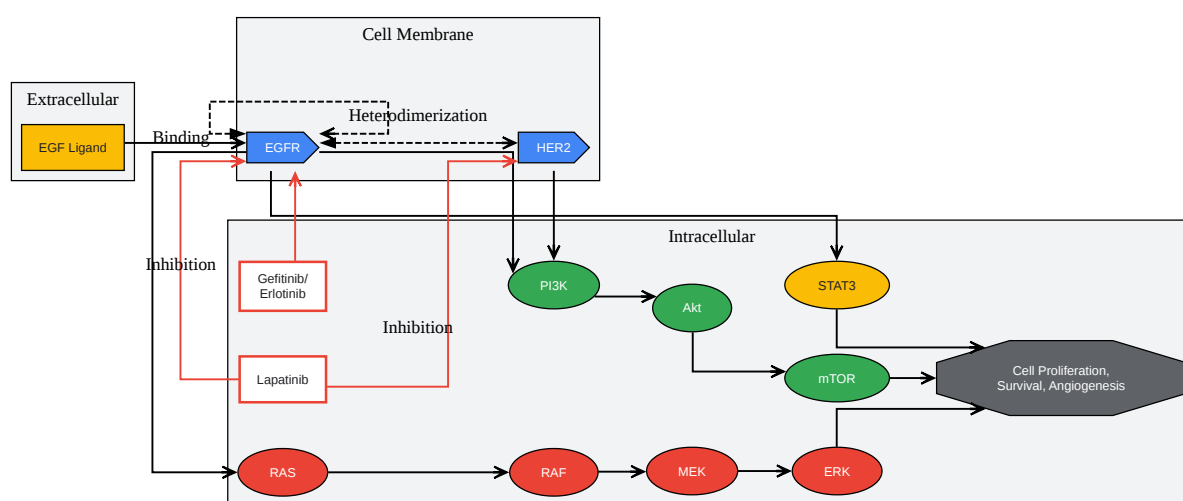 Cell Membrane
Extracellular
Heterodimerization
Binding
EGF Ligand
EGFR
HER2
Intracellular
Inhibition
Gefitinib/
Erlotinib
PI3K
STAT3
Akt
Inhibition
Lapatinib
mTOR
Cell Proliferation,
Survival, Angiogenesis
RAS
RAF
MEK
ERK